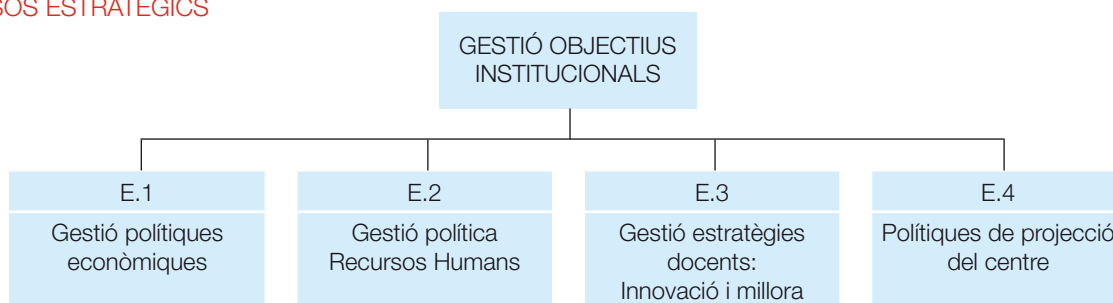 SOS ESTRATÈGICS
GESTIÓ OBJECTIUS
INSTITUCIONALS
E.1
Gestió polítiques
econòmiques
E.2
Gestió política
Recursos Humans
E.3
Gestió estratègies
docents:
Innovació i millora
E.4
Polítiques de projecció
del centre